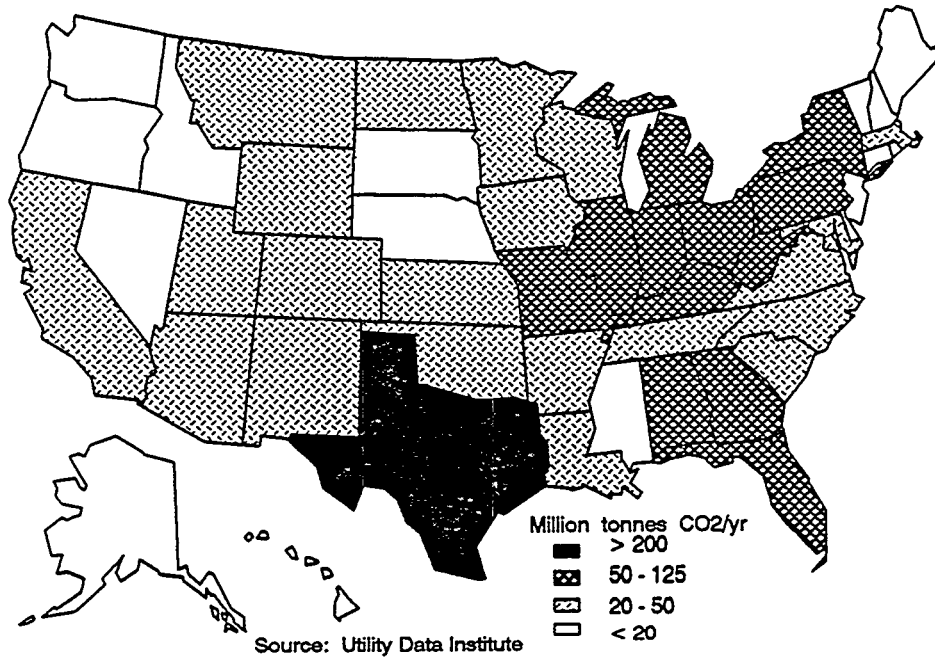 Million tonnes CO2/yr
> 200
50 - 125
20 - 50
< 20
Source: Utility Data Institute